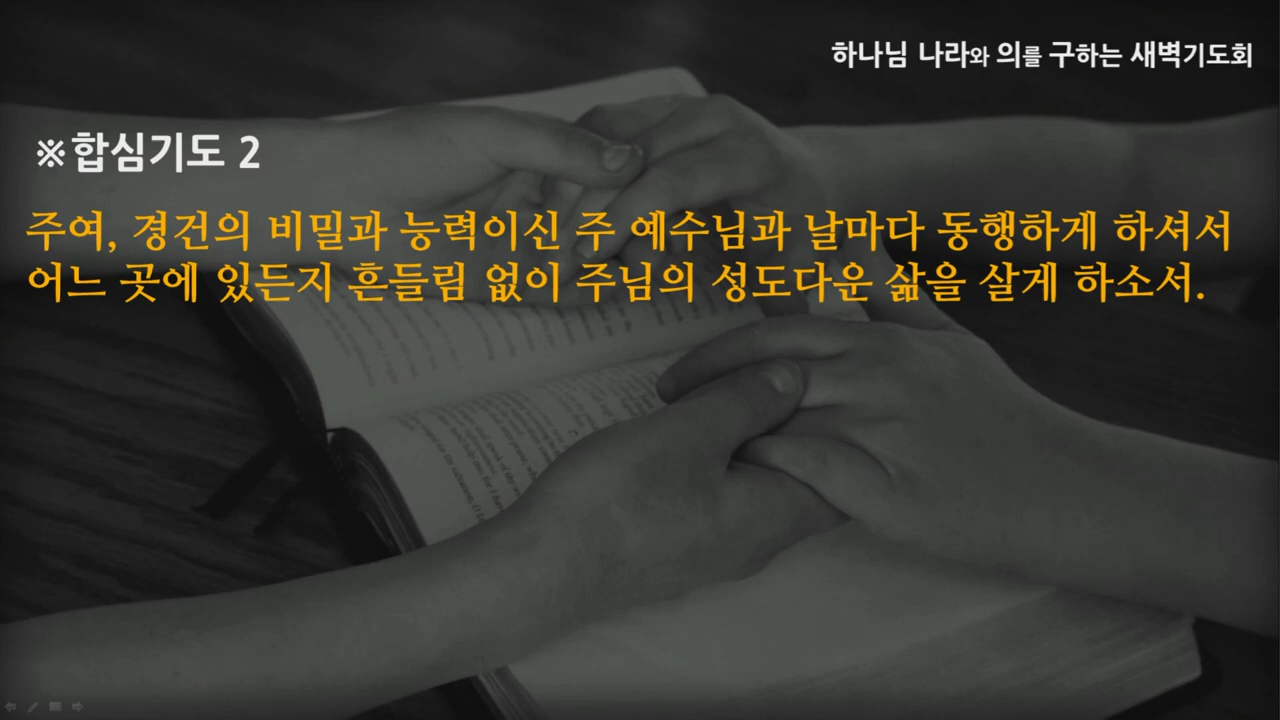 하나님 나라와 의를 구하는 새벽기도회
※합심기도 2
주여, 경건의 비밀과 능력이신 주 예수님과 날마다 동행하게 하셔서
어느 곳에 있든지 흔들림 없이 주님의 성도다운 삶을 살게 하소서.